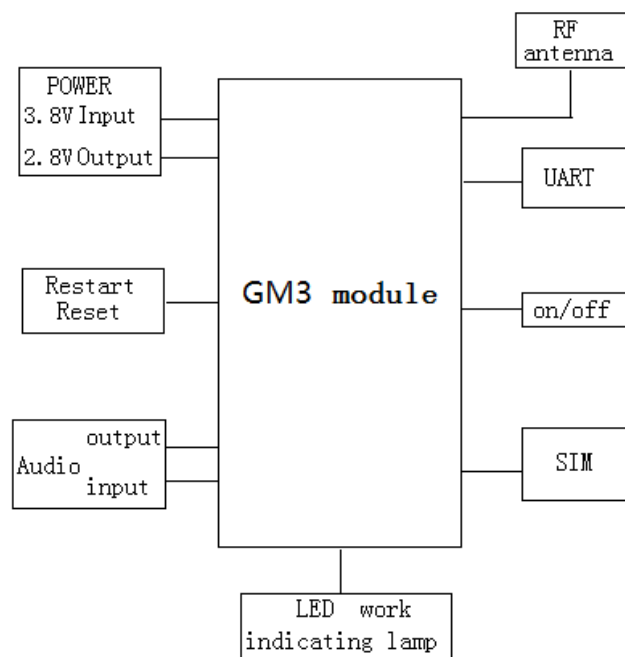 RF
antenna
POWER
3.8V Input
2.8V Output
UART
GM3 module
Restart
Reset
on/off
output
Audio
input
SIM
LED work
indicating lamp